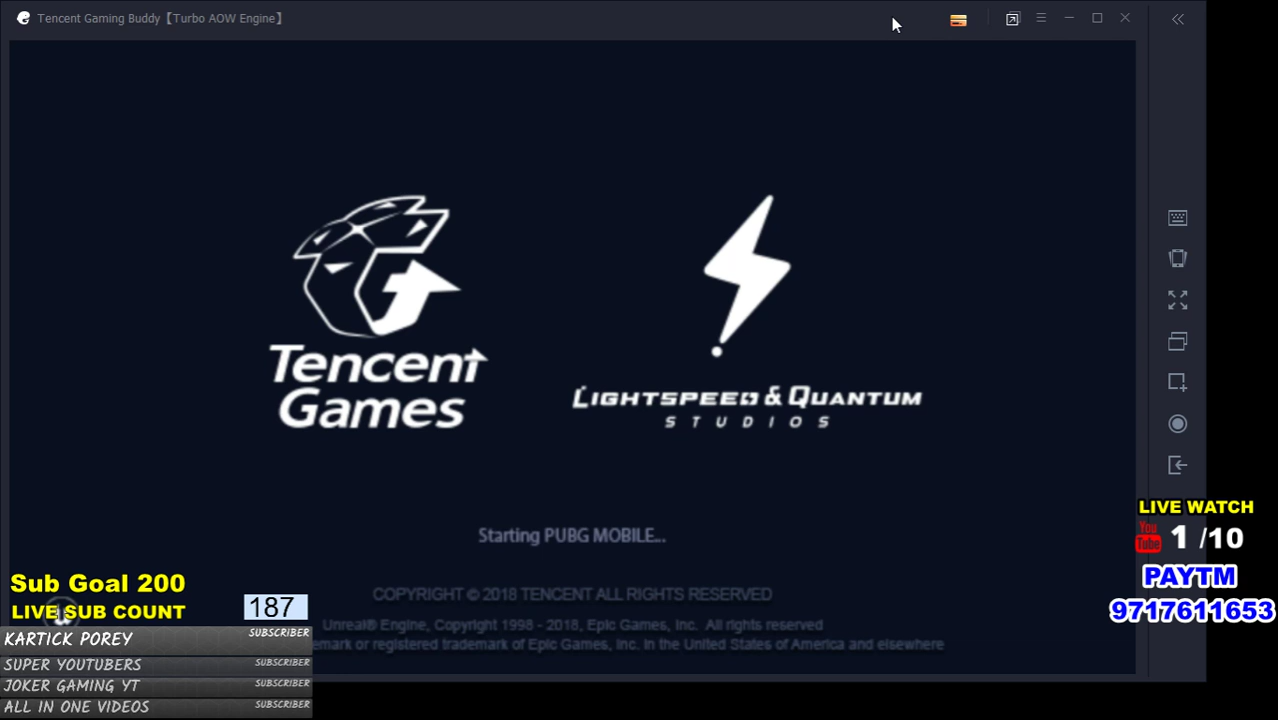 Tencent Gaming Buddy【Turbo AOW Engine】
Tencent
Games
LIGHTSPEED & QUANTUM
STUDIOS
Starting PUBG MOBILE...
COPYRIGHT © 2018 TENCENT ALL RIGHTS RESERVED
Unreal® Engine, Copyright 1998 - 2018, Epic Games, Inc. All rights reserved
or registered trademark of Epic Games, Inc. in the United States of America and elsewhere
Sub Goal 200
LIVE SUB COUNT 187
KARTICK POREY SUBSCRIBER
SUPER YOUTUBERS SUBSCRIBER
JOKER GAMING YT SUBSCRIBER
ALL IN ONE VIDEOS SUBSCRIBER
LIVE WATCH
You Tube 1 /10
PAYTM
9717611653